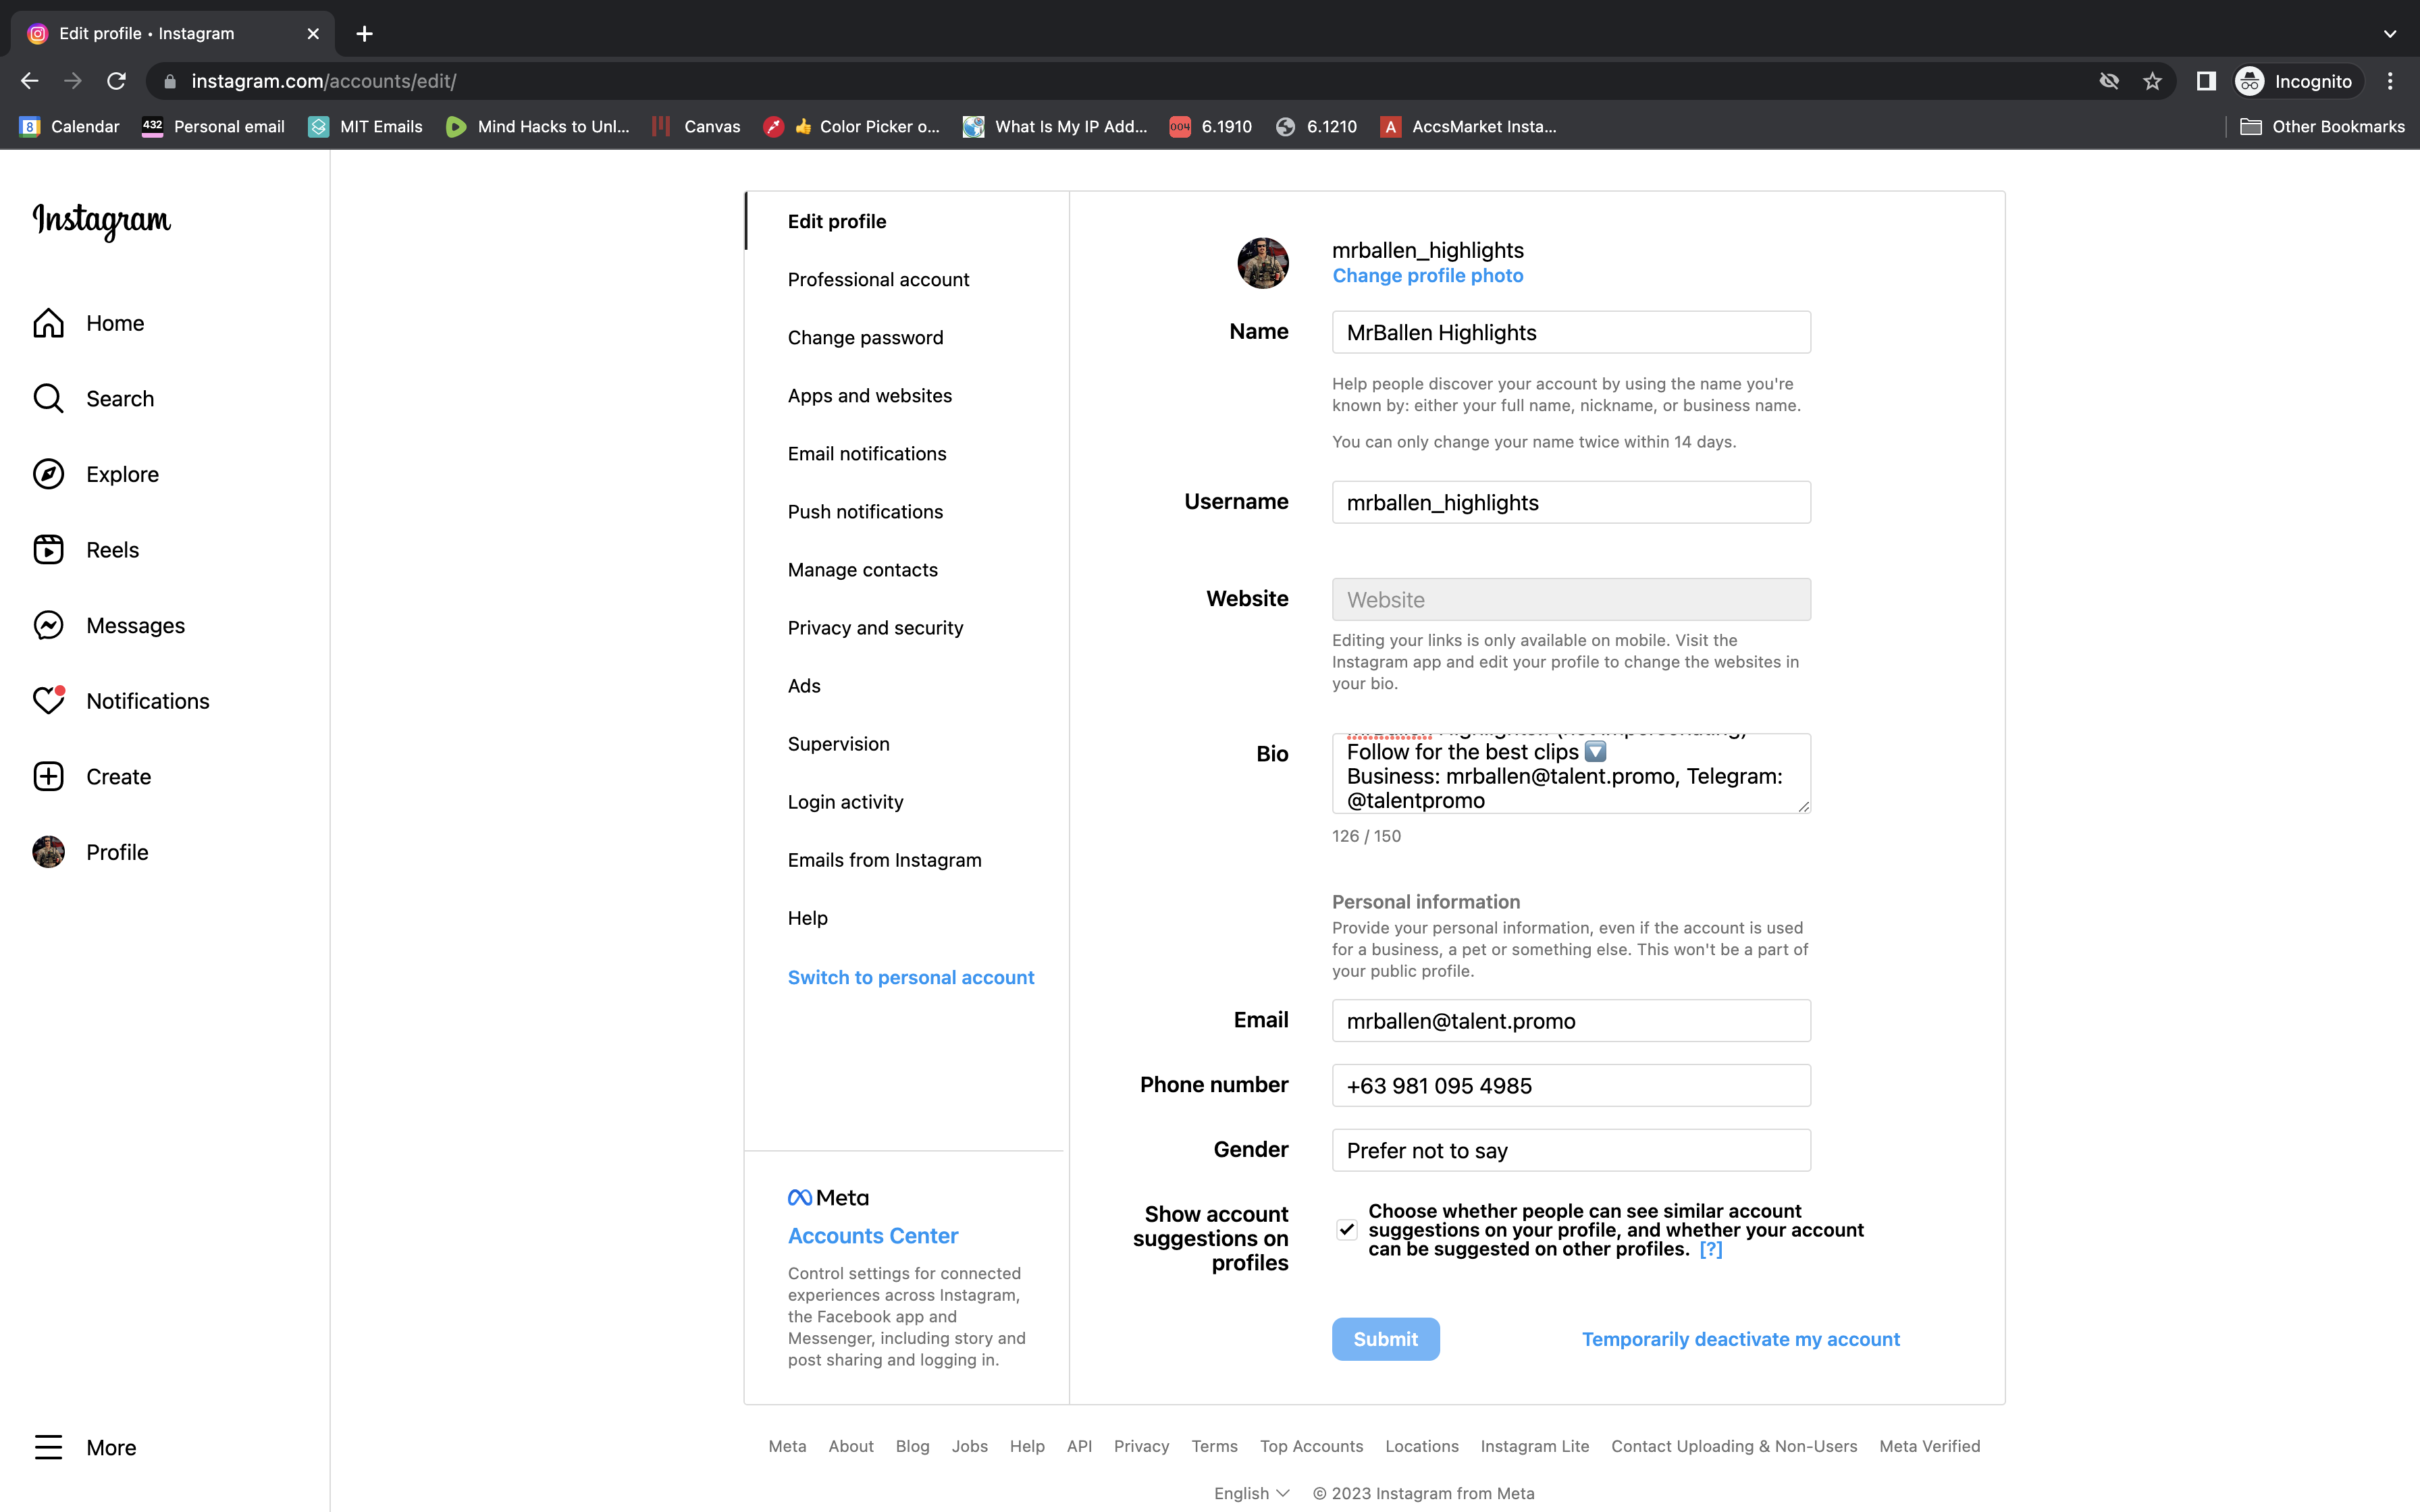 Edit profile • Instagram
instagram.com/accounts/edit/
Incognito
Calendar
432
Personal email
MIT Emails
Mind Hacks to Unl...
Canvas
👍 Color Picker o...
What Is My IP Add...
004
6.1910
6.1210
A
AccsMarket Insta...
Other Bookmarks
Instagram
Home
Search
Explore
Reels
Messages
Notifications
Create
Profile
More
Edit profile
Professional account
Change password
Apps and websites
Email notifications
Push notifications
Manage contacts
Privacy and security
Ads
Supervision
Login activity
Emails from Instagram
Help
Switch to personal account
Meta
Accounts Center
Control settings for connected
experiences across Instagram,
the Facebook app and
Messenger, including story and
post sharing and logging in.
mrballen_highlights
Change profile photo
Name
MrBallen Highlights
Help people discover your account by using the name you're
known by: either your full name, nickname, or business name.
You can only change your name twice within 14 days.
Username
mrballen_highlights
Website
Website
Editing your links is only available on mobile. Visit the
Instagram app and edit your profile to change the websites in
your bio.
Bio
Follow for the best clips 🔽
Business: mrballen@talent.promo, Telegram:
@talentpromo
126 / 150
Personal information
Provide your personal information, even if the account is used
for a business, a pet or something else. This won't be a part of
your public profile.
Email
mrballen@talent.promo
Phone number
+63 981 095 4985
Gender
Prefer not to say
Show account
suggestions on
profiles
Choose whether people can see similar account
suggestions on your profile, and whether your account
can be suggested on other profiles. [?]
Submit
Temporarily deactivate my account
Meta About Blog Jobs Help API Privacy Terms Top Accounts Locations Instagram Lite Contact Uploading & Non-Users Meta Verified
English
© 2023 Instagram from Meta